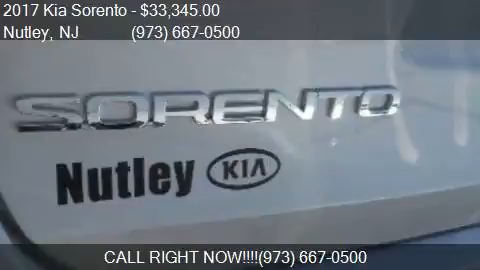 2017 Kia Sorento - $33,345.00
Nutley, NJ (973) 667-0500
SORENTO
Nutley KIA
CALL RIGHT NOW!!!!(973) 667-0500